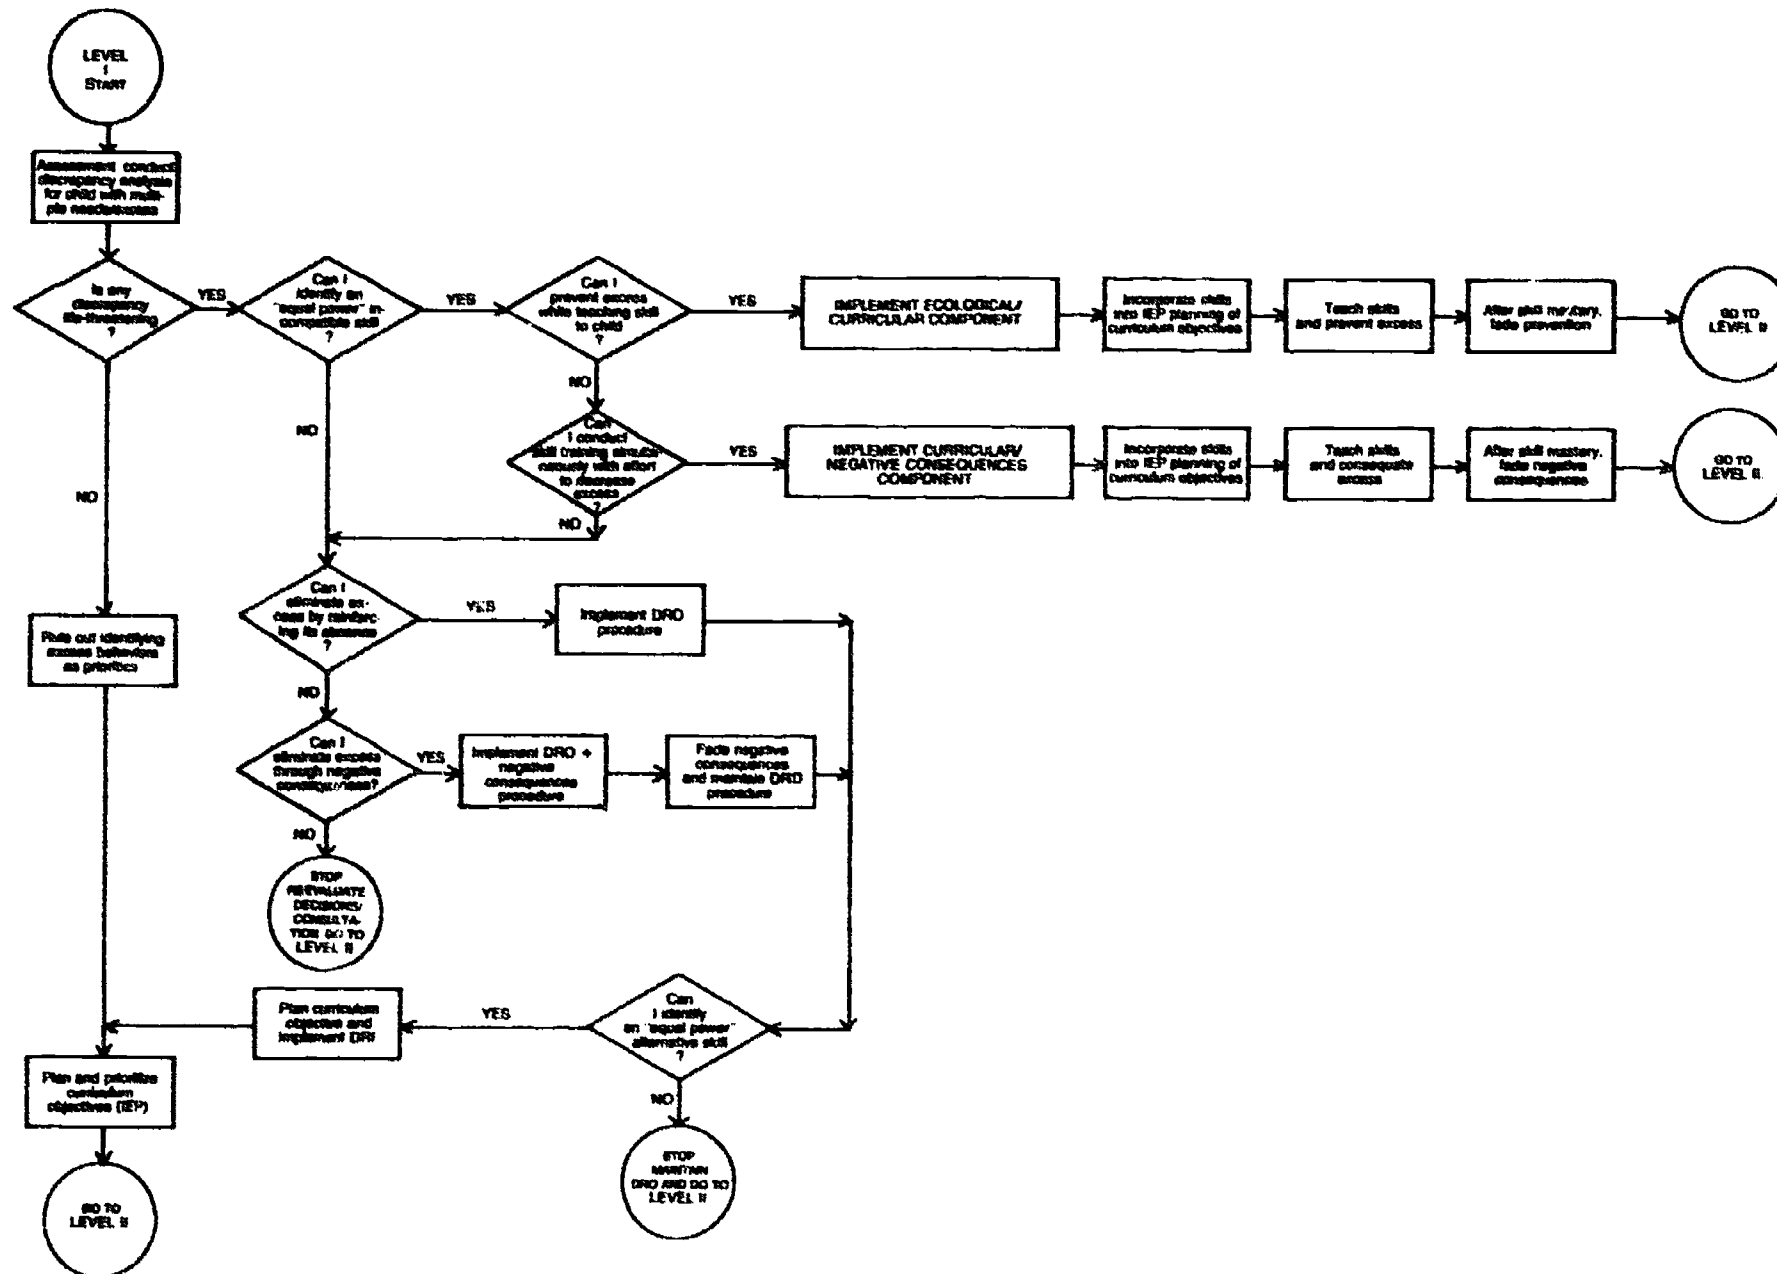 LEVEL
I
START
Assessment conduct
discrepancy analysis
for child with multi-
ple needs/excess
Is any
discrepancy
life-threatening
?
YES
Can I
identify an
"equal power" in-
compatible skill
?
YES
Can I
prevent excess
while teaching skill
to child
?
YES
IMPLEMENT ECOLOGICAL/
CURRICULAR COMPONENT
Incorporate skills
into IEP planning of
curriculum objectives
Teach skills
and prevent excess
After skill mastery,
fade prevention
GO TO
LEVEL II
NO
Can
I conduct
skill training simulta-
neously with effort
to decrease
excess
?
YES
IMPLEMENT CURRICULAR/
NEGATIVE CONSEQUENCES
COMPONENT
Incorporate skills
into IEP planning of
curriculum objectives
Teach skills
and consequate
excess
After skill mastery,
fade negative
consequences
GO TO
LEVEL II
NO
NO
NO
Can I
eliminate ex-
cess by reinforc-
ing its absence
?
YES
Implement DRO
procedure
Rule out identifying
excess behaviors
as priorities
NO
Can I
eliminate excess
through negative
consequences?
YES
Implement DRO +
negative
consequences
procedure
Fade negative
consequences
and maintain DRO
procedure
NO
STOP
REEVALUATE
DECISIONS/
CONSULTA-
TION GO TO
LEVEL II
Can
I identify
an "equal power"
alternative skill
?
YES
Plan curriculum
objective and
implement DRI
Plan and prioritize
curriculum
objectives (IEP)
NO
STOP
MAINTAIN
DRO AND GO TO
LEVEL II
GO TO
LEVEL II